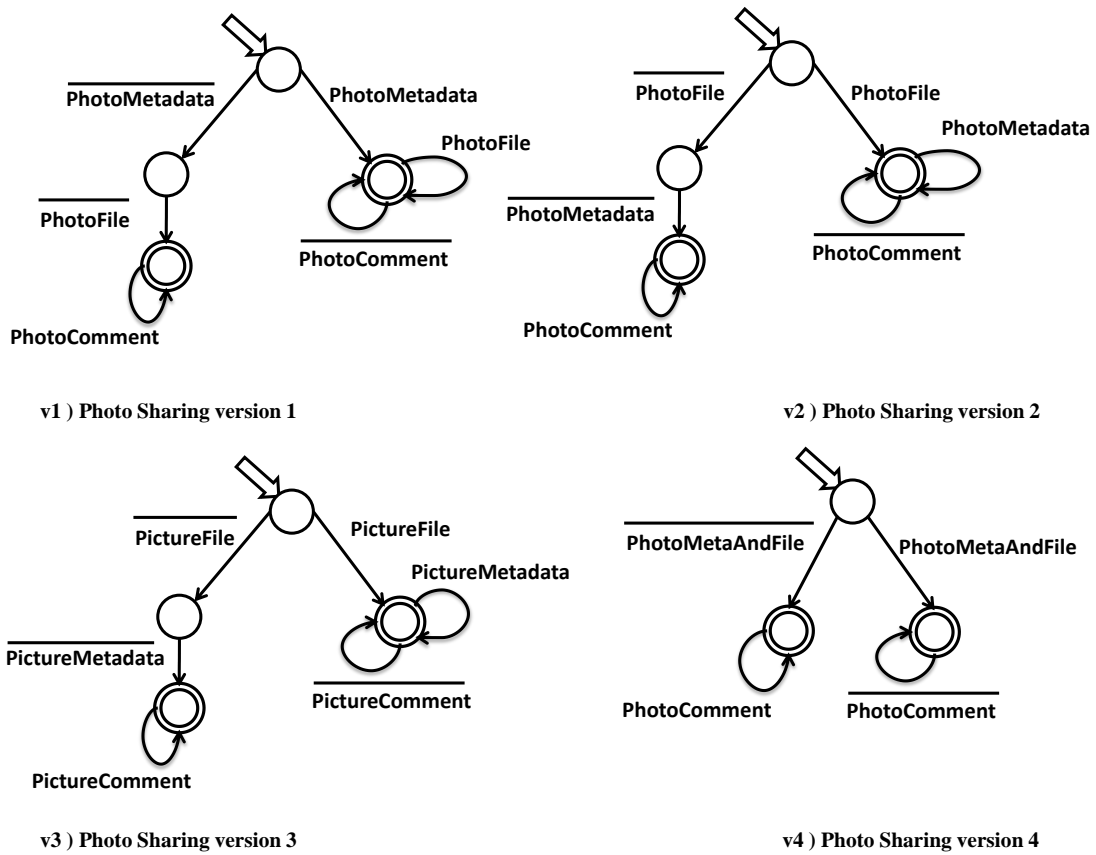 PhotoMetadata
PhotoMetadata
PhotoFile
PhotoFile
PhotoComment
PhotoComment
v1 ) Photo Sharing version 1
PhotoFile
PhotoFile
PhotoMetadata
PhotoMetadata
PhotoComment
PhotoComment
v2 ) Photo Sharing version 2
PictureFile
PictureFile
PictureMetadata
PictureMetadata
PictureComment
PictureComment
v3 ) Photo Sharing version 3
PhotoMetaAndFile
PhotoMetaAndFile
PhotoComment
PhotoComment
v4 ) Photo Sharing version 4